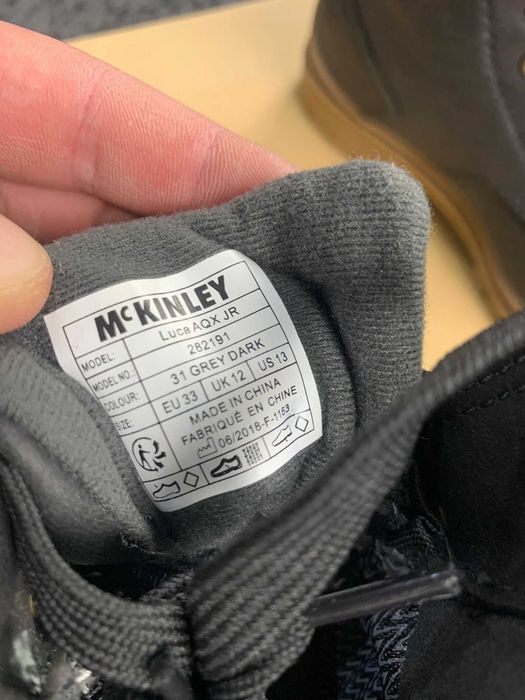 McKINLEY
MODEL: Luca AQX JR
MODEL NO.: 282191
COLOUR: 31 GREY DARK
SIZE: EU 33 UK 12 US 13
MADE IN CHINA
FABRIQUÉ EN CHINE
06/2018-F-1163